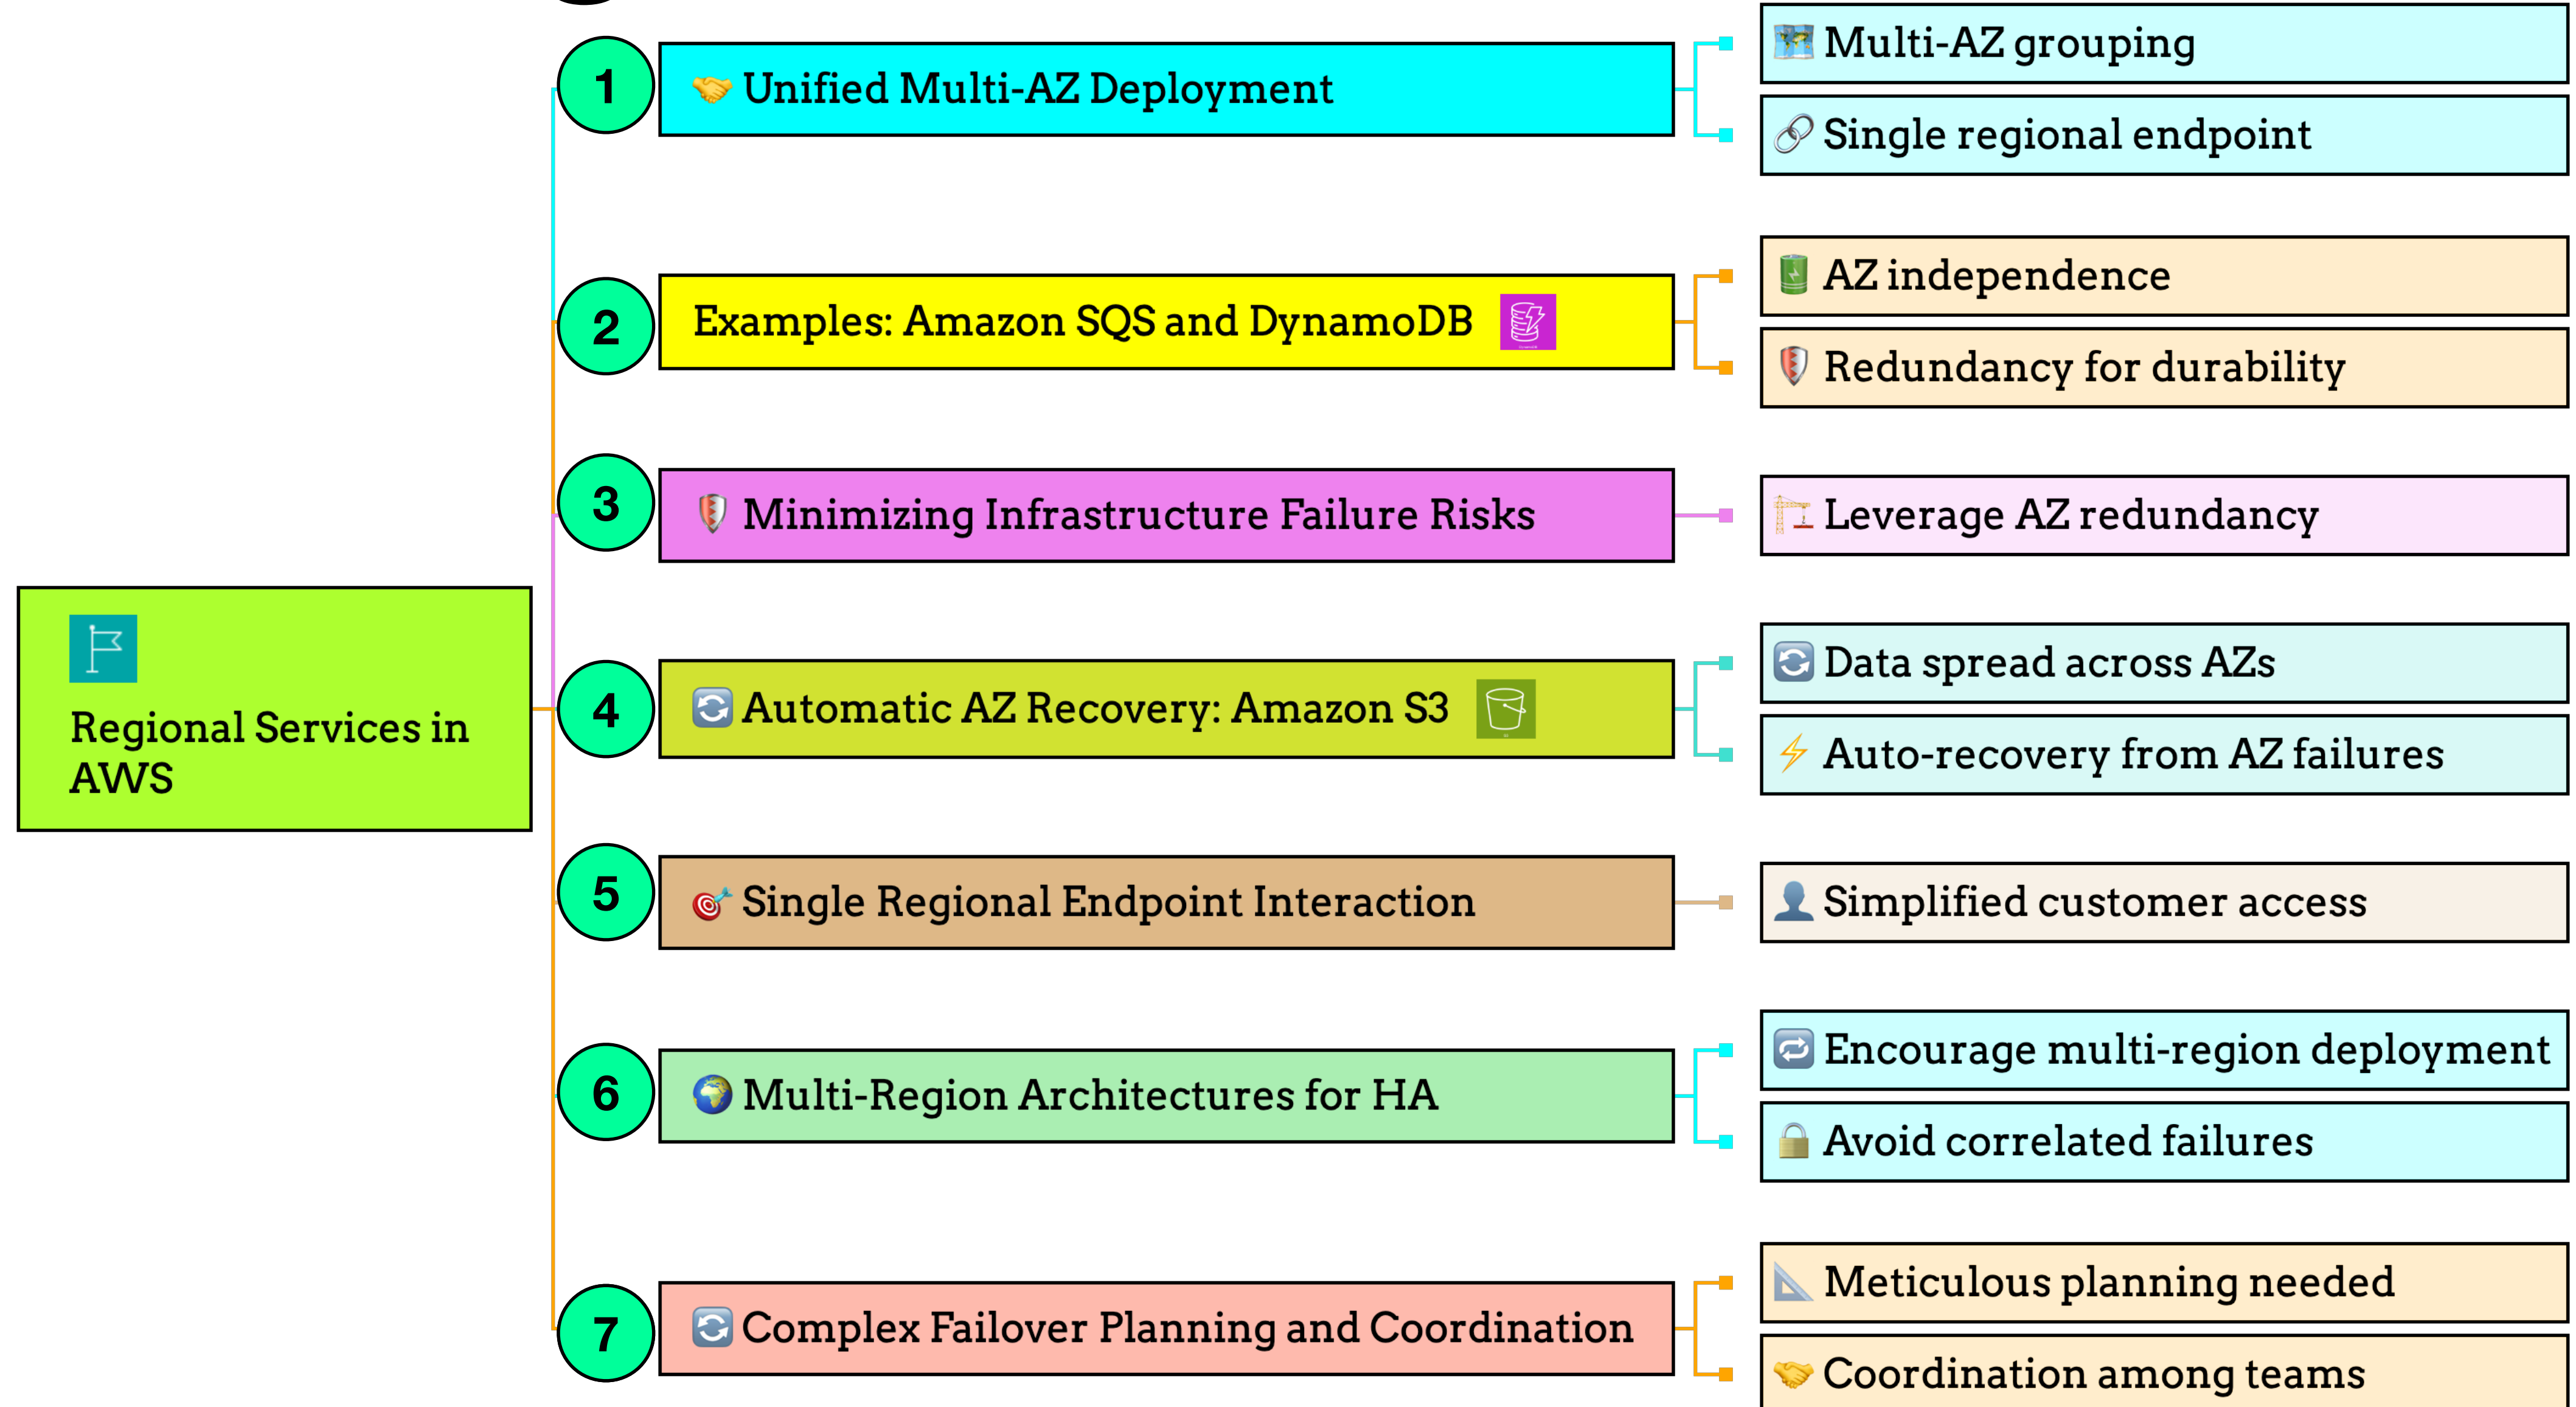 1
Unified Multi-AZ Deployment
Multi-AZ grouping
Single regional endpoint
2
Examples: Amazon SQS and DynamoDB
AZ independence
Redundancy for durability
3
Minimizing Infrastructure Failure Risks
Leverage AZ redundancy
Regional Services in
AWS
4
Automatic AZ Recovery: Amazon S3
Data spread across AZs
Auto-recovery from AZ failures
5
Single Regional Endpoint Interaction
Simplified customer access
6
Multi-Region Architectures for HA
Encourage multi-region deployment
Avoid correlated failures
7
Complex Failover Planning and Coordination
Meticulous planning needed
Coordination among teams